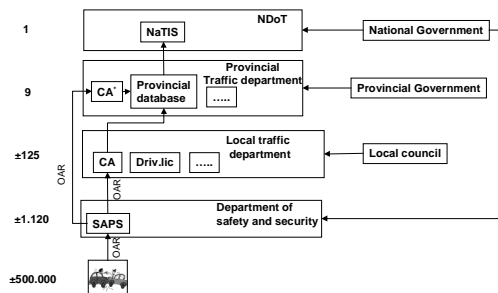 1
NDoT
NaTIS
National Government
9
Provincial
Traffic department
CA*
Provincial
database
.....
Provincial Government
±125
Local traffic
department
CA
Driv.lic
.....
Local council
OAR
OAR
±1.120
Department of
safety and security
SAPS
OAR
±500.000